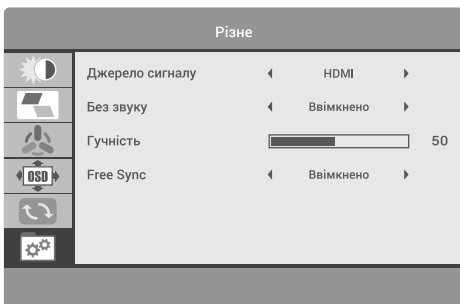 Різне
Джерело сигналу HDMI
Без звуку Ввімкнено
Гучність 50
OSD Free Sync Ввімкнено